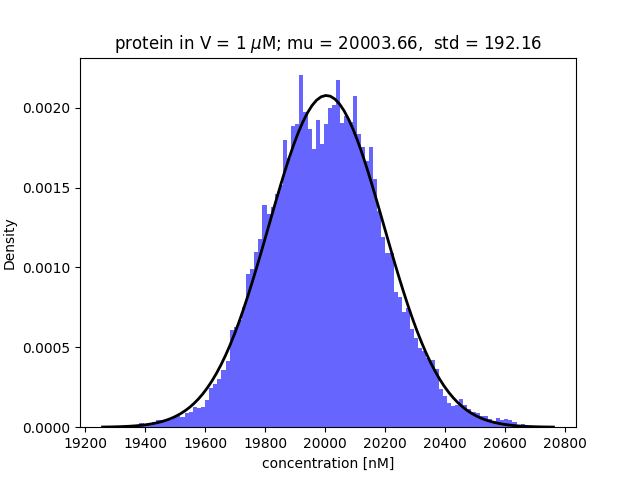 protein in V = 1 μM; mu = 20003.66,  std = 192.16
Density
0.0020
0.0015
0.0010
0.0005
0.0000
19200 19400 19600 19800 20000 20200 20400 20600 20800
concentration [nM]